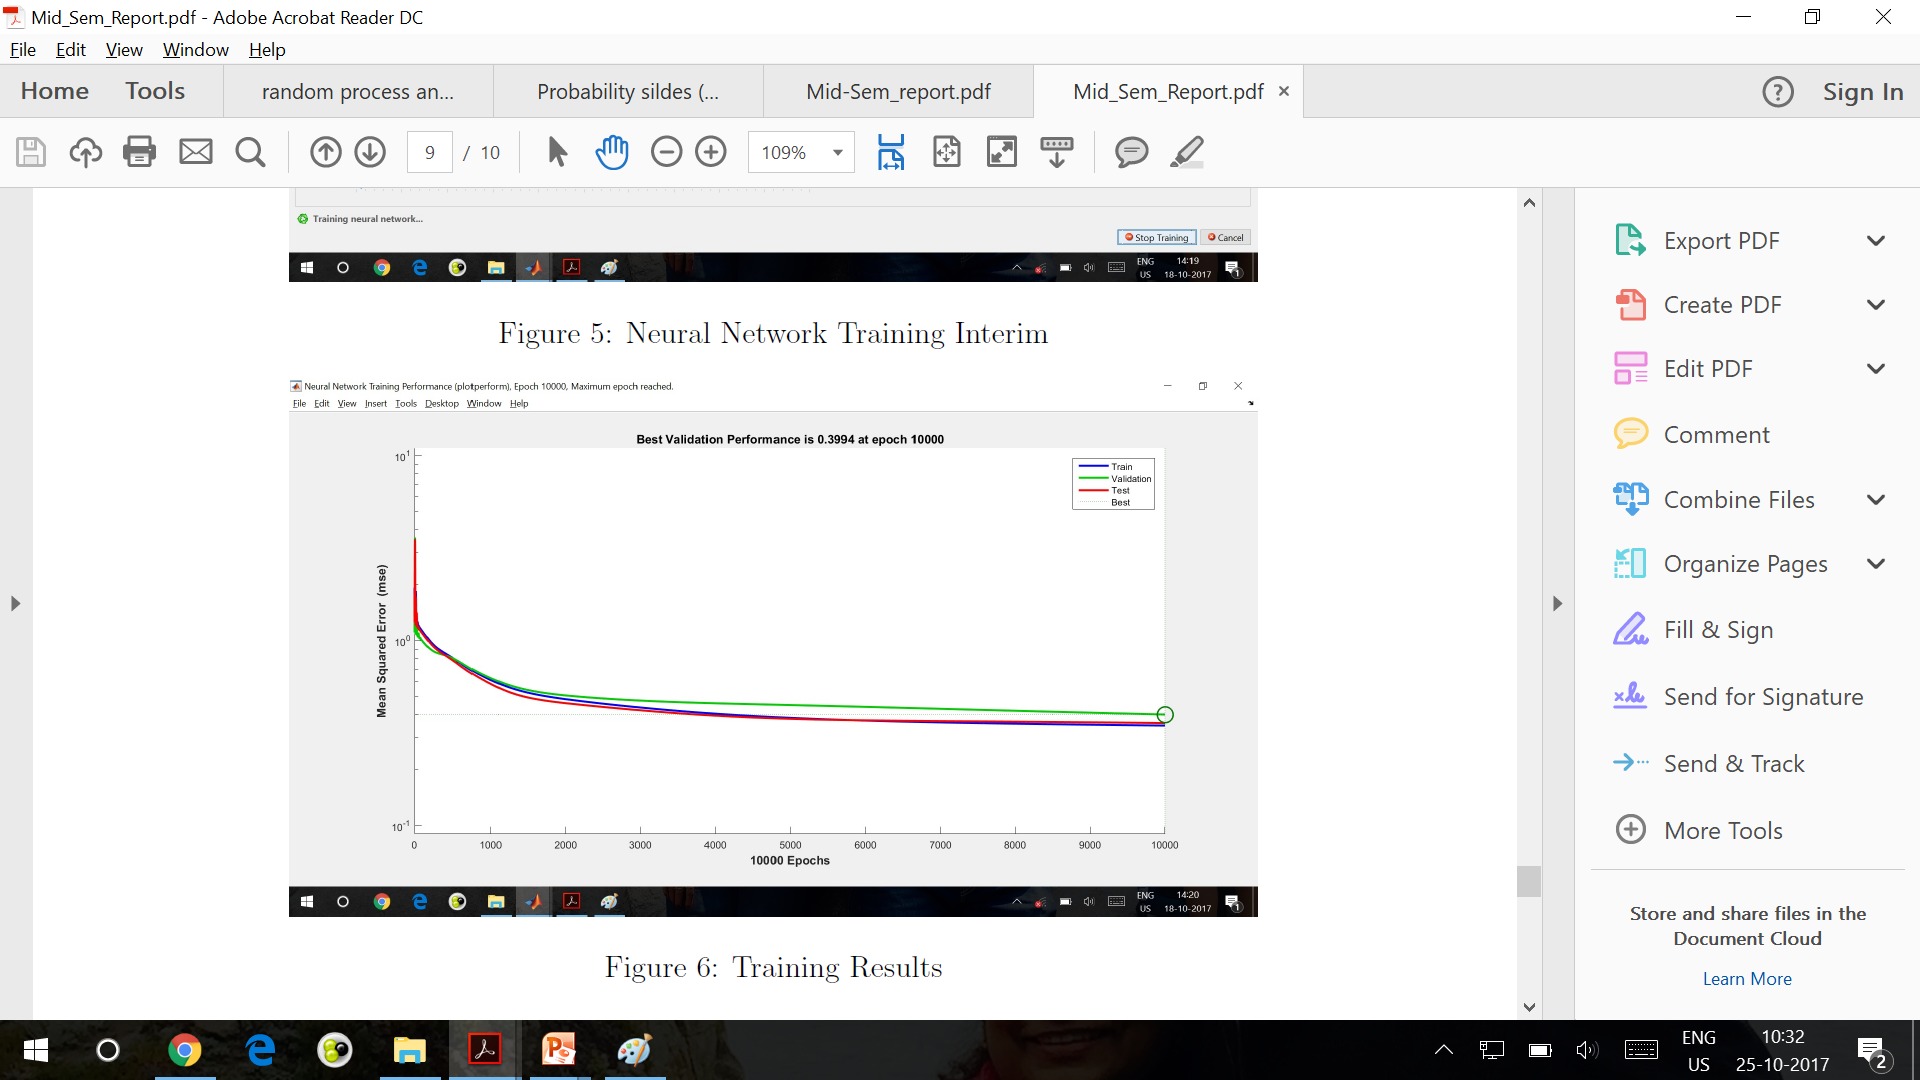 Mid_Sem_Report.pdf - Adobe Acrobat Reader DC
File Edit View Window Help
Home Tools random process an... Probability sildes (... Mid-Sem_report.pdf Mid_Sem_Report.pdf × ? Sign In
9 / 10 109%
Training neural network...
Stop Training Cancel
ENG 14:19
US 18-10-2017 1
Figure 5: Neural Network Training Interim
Neural Network Training Performance (plotperform), Epoch 10000, Maximum epoch reached.
File Edit View Insert Tools Desktop Window Help
Best Validation Performance is 0.3994 at epoch 10000
10^1
Train
Validation
Test
Best
Mean Squared Error (mse)
10^0
10^-1
0 1000 2000 3000 4000 5000 6000 7000 8000 9000 10000
10000 Epochs
ENG 14:20
US 18-10-2017 1
Figure 6: Training Results
Export PDF
Create PDF
Edit PDF
Comment
Combine Files
Organize Pages
Fill & Sign
Send for Signature
Send & Track
More Tools
Store and share files in the
Document Cloud
Learn More
ENG 10:32
US 25-10-2017 2